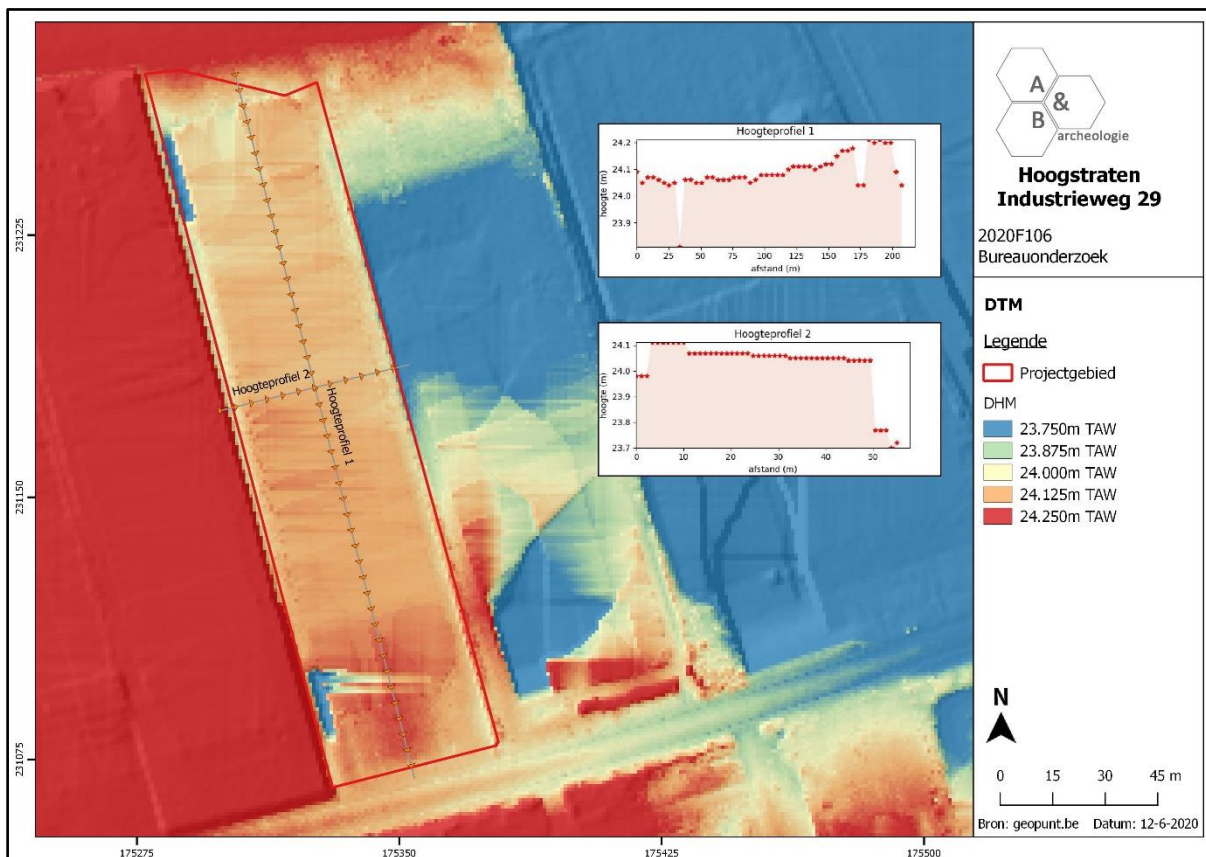 231225
231150
231075
175275
175350
175425
175500
Hoogteprofiel 2
Hoogteprofiel 1
Hoogteprofiel 1
hoogte (m)
24.2
24.1
24.0
23.9
0 25 50 75 100 125 150 175 200
afstand (m)
Hoogteprofiel 2
hoogte (m)
24.1
24.0
23.9
23.8
23.7
0 10 20 30 40 50
afstand (m)
A
&
B
archeologie
Hoogstraten
Industrieweg 29
2020F106
Bureauonderzoek
DTM
Legende
Projectgebied
DHM
23.750m TAW
23.875m TAW
24.000m TAW
24.125m TAW
24.250m TAW
N
0 15 30 45 m
Bron: geopunt.be Datum: 12-6-2020